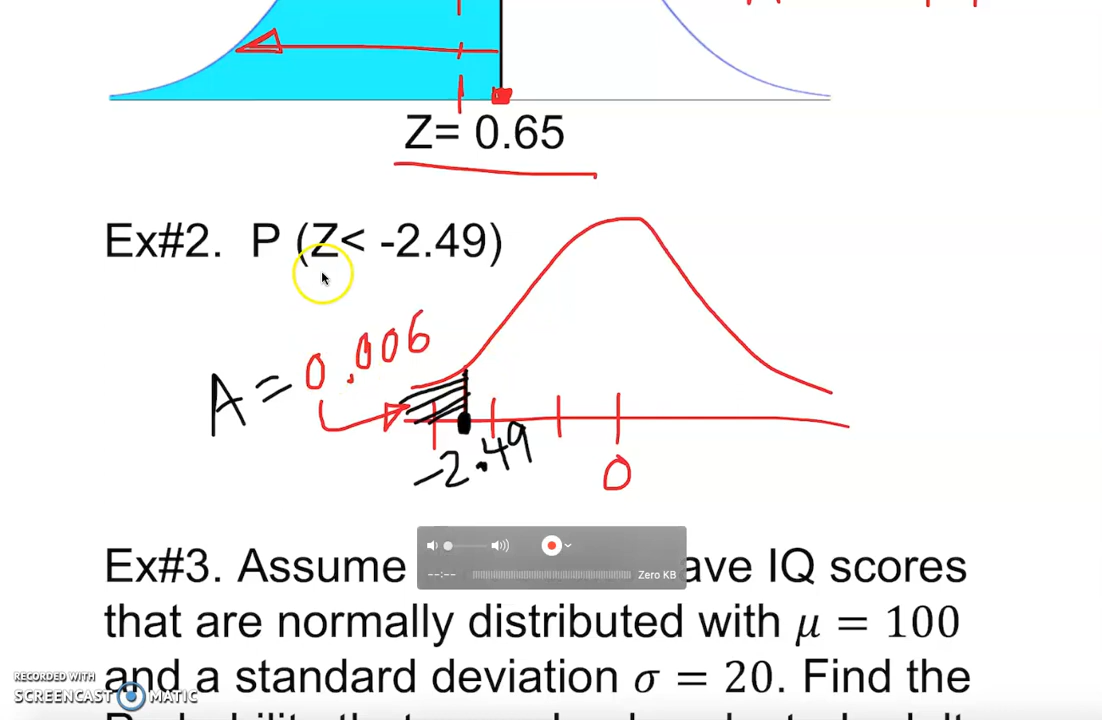 Z= 0.65
Ex#2. P (Z< -2.49)
A = 0.006
-2.49
0
Ex#3. Assume ave IQ scores
--:-- Zero KB
that are normally distributed with μ = 100
RECORDED WITH
SCREENCAST MATIC
and a standard deviation σ = 20. Find the